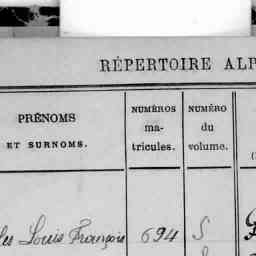 RÉPERTOIRE ALP
PRÉNOMS
ET SURNOMS.
NUMÉROS
ma-
tricules.
NUMÉRO
du
volume.
Louis François 694 5